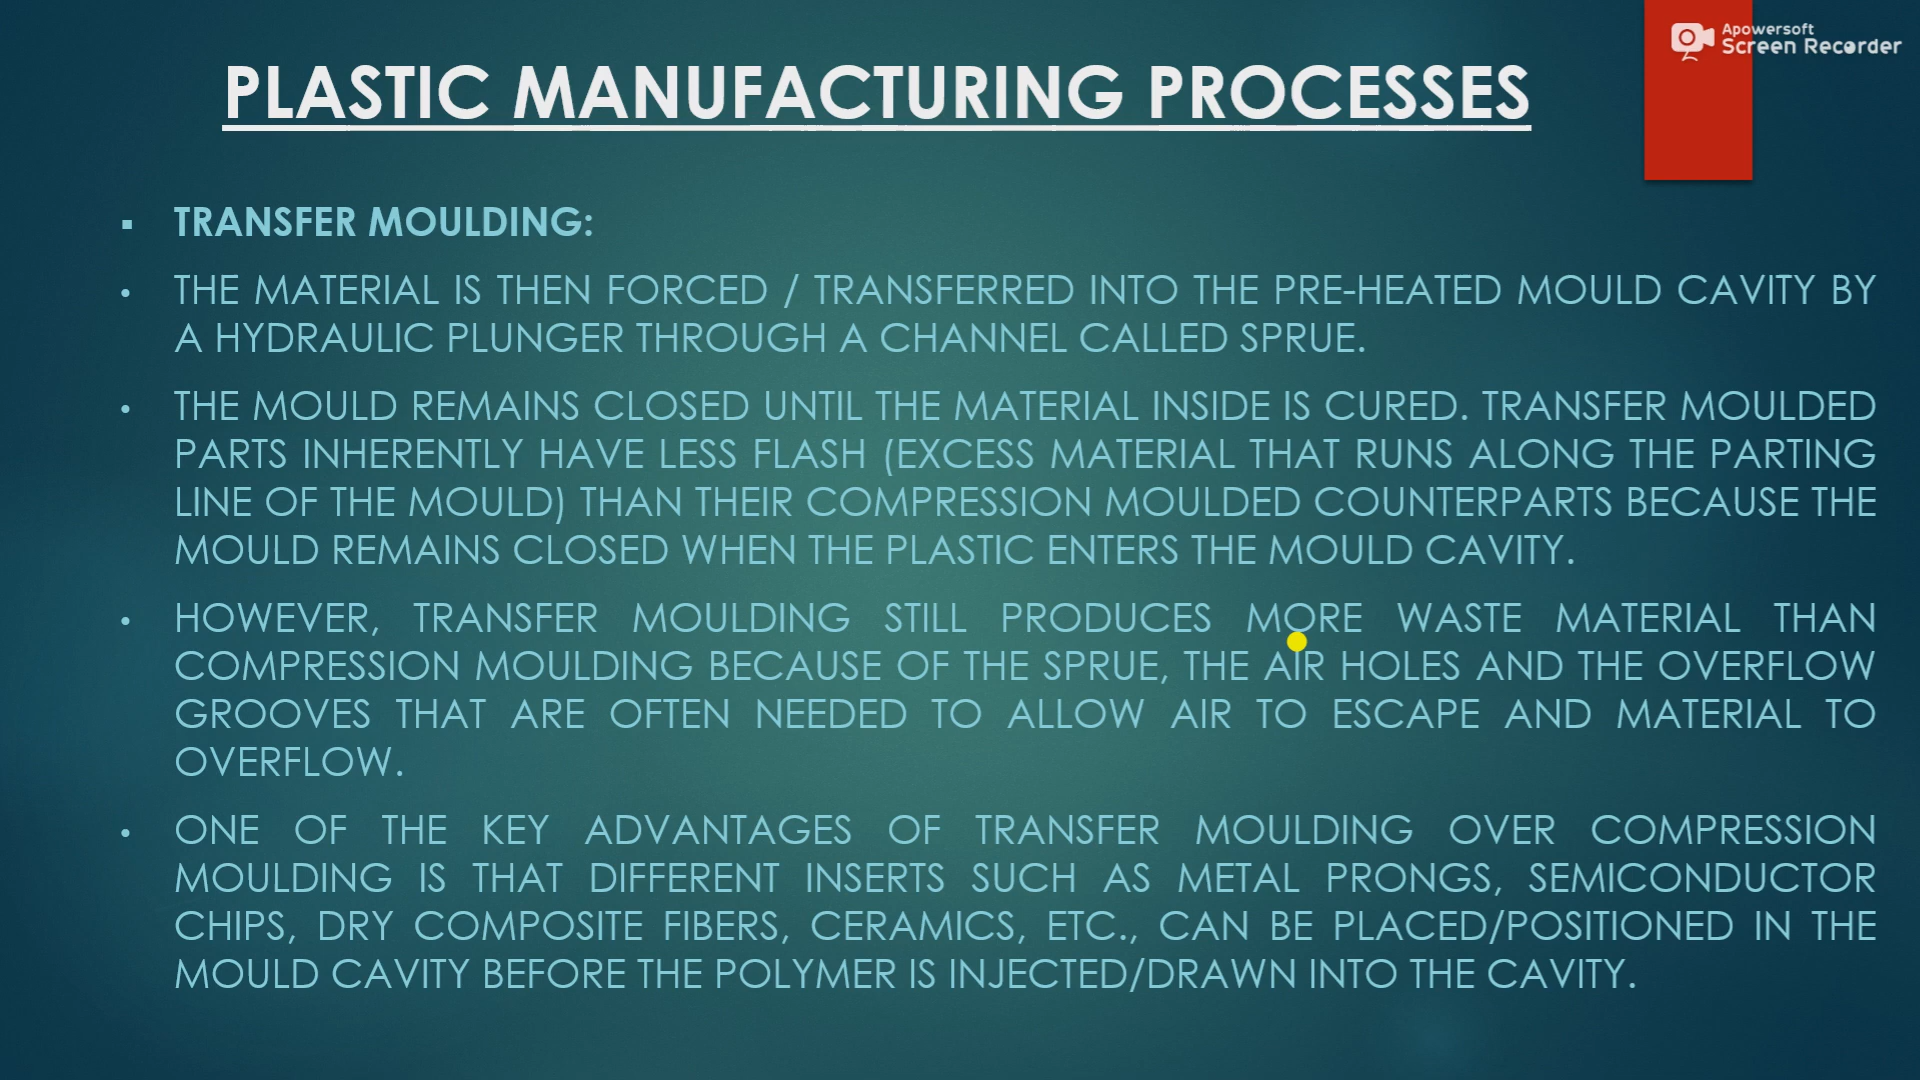 Apowersoft
Screen Recorder
PLASTIC MANUFACTURING PROCESSES
▪ TRANSFER MOULDING:
• THE MATERIAL IS THEN FORCED / TRANSFERRED INTO THE PRE-HEATED MOULD CAVITY BY
A HYDRAULIC PLUNGER THROUGH A CHANNEL CALLED SPRUE.
• THE MOULD REMAINS CLOSED UNTIL THE MATERIAL INSIDE IS CURED. TRANSFER MOULDED
PARTS INHERENTLY HAVE LESS FLASH (EXCESS MATERIAL THAT RUNS ALONG THE PARTING
LINE OF THE MOULD) THAN THEIR COMPRESSION MOULDED COUNTERPARTS BECAUSE THE
MOULD REMAINS CLOSED WHEN THE PLASTIC ENTERS THE MOULD CAVITY.
• HOWEVER, TRANSFER MOULDING STILL PRODUCES MORE WASTE MATERIAL THAN
COMPRESSION MOULDING BECAUSE OF THE SPRUE, THE AIR HOLES AND THE OVERFLOW
GROOVES THAT ARE OFTEN NEEDED TO ALLOW AIR TO ESCAPE AND MATERIAL TO
OVERFLOW.
• ONE OF THE KEY ADVANTAGES OF TRANSFER MOULDING OVER COMPRESSION
MOULDING IS THAT DIFFERENT INSERTS SUCH AS METAL PRONGS, SEMICONDUCTOR
CHIPS, DRY COMPOSITE FIBERS, CERAMICS, ETC., CAN BE PLACED/POSITIONED IN THE
MOULD CAVITY BEFORE THE POLYMER IS INJECTED/DRAWN INTO THE CAVITY.